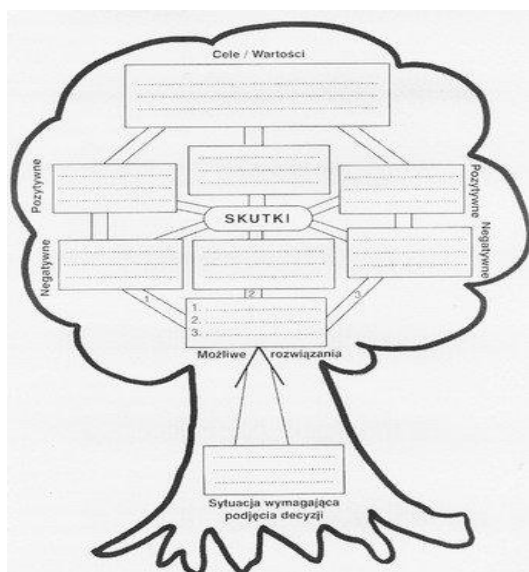 Cele / Wartości
Pozytywne
Pozytywne
SKUTKI
Negatywne
Negatywne
1
2
3
1.
2.
3.
Możliwe rozwiązania
Sytuacja wymagająca
podjęcia decyzji